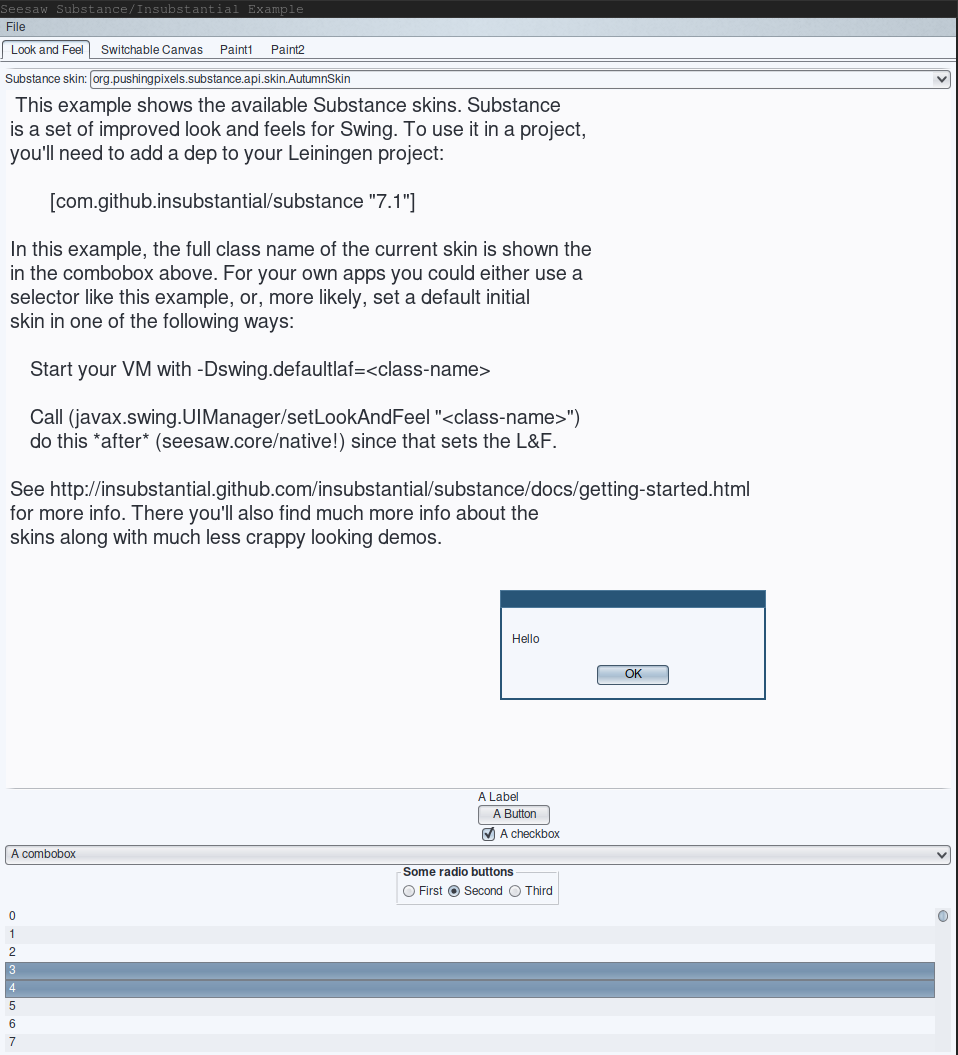 Seesaw Substance/Insubstantial Example
File
Look and Feel Switchable Canvas Paint1 Paint2
Substance skin: org.pushingpixels.substance.api.skin.AutumnSkin
This example shows the available Substance skins. Substance
is a set of improved look and feels for Swing. To use it in a project,
you'll need to add a dep to your Leiningen project:
[com.github.insubstantial/substance "7.1"]
In this example, the full class name of the current skin is shown the
in the combobox above. For your own apps you could either use a
selector like this example, or, more likely, set a default initial
skin in one of the following ways:
Start your VM with -Dswing.defaultlaf=<class-name>
Call (javax.swing.UIManager/setLookAndFeel "<class-name>")
do this *after* (seesaw.core/native!) since that sets the L&F.
See http://insubstantial.github.com/insubstantial/substance/docs/getting-started.html
for more info. There you'll also find much more info about the
skins along with much less crappy looking demos.
Hello
OK
A Label
A Button
A checkbox
A combobox
Some radio buttons
First Second Third
0
1
2
3
4
5
6
7